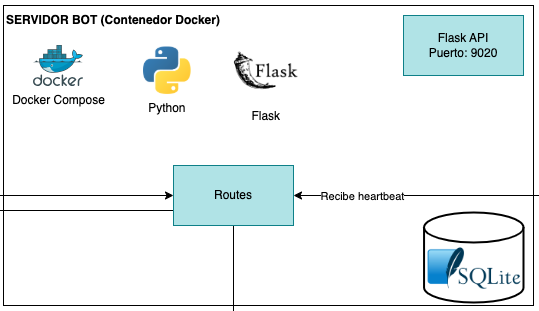 SERVIDOR BOT (Contenedor Docker)
Flask API
Puerto: 9020
docker
Docker Compose
Python
Flask
Flask
Routes
Recibe heartbeat
SQLite